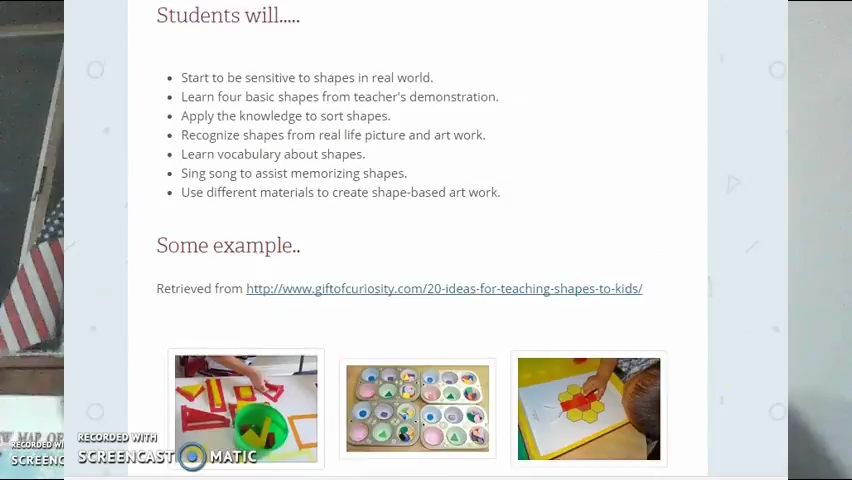 Students will.....
Start to be sensitive to shapes in real world.
Learn four basic shapes from teacher's demonstration.
Apply the knowledge to sort shapes.
Recognize shapes from real life picture and art work.
Learn vocabulary about shapes.
Sing song to assist memorizing shapes.
Use different materials to create shape-based art work.
Some example..
Retrieved from http://www.giftofcuriosity.com/20-ideas-for-teaching-shapes-to-kids/
RECORDED WITH
SCREENCAST MATIC
RECORDED WI
SCREENC